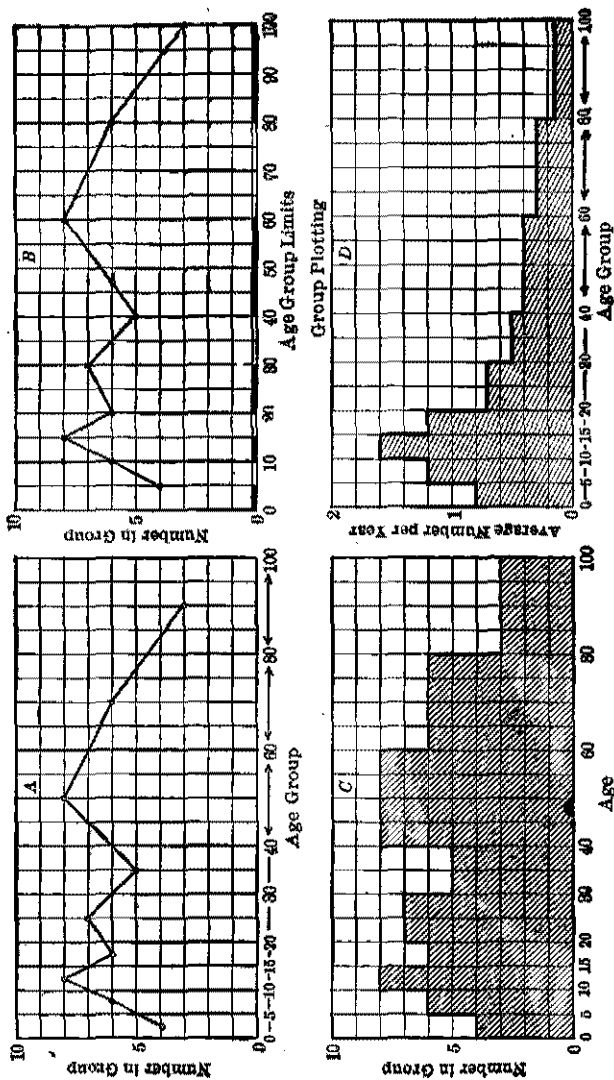 A
10
5
0
Number in Group
0–5–10–15–20 — 30 — 40 ← → 60 ← → 80 ← → 100
Age Group
B
10
5
0
Number in Group
0 10 20 30 40 50 60 70 80 90 100
Age Group Limits
Group Plotting
C
10
5
0
Number in Group
0 5 10 15 20 30 40 60 80 100
Age
D
2
1
0
Average Number per Year
0–5–10–15–20 — 30 — 40 ← → 60 ← → 80 ← → 100
Age Group